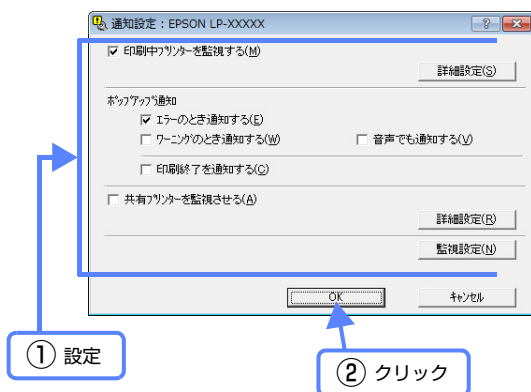 通知設定：EPSON LP-XXXXX
印刷中プリンターを監視する(M)
詳細設定(S)
ポップアップ通知
エラーのとき通知する(E)
ワーニングのとき通知する(W)
音声でも通知する(V)
印刷終了を通知する(C)
共有プリンターを監視させる(A)
詳細設定(R)
監視設定(N)
OK
キャンセル
① 設定
② クリック